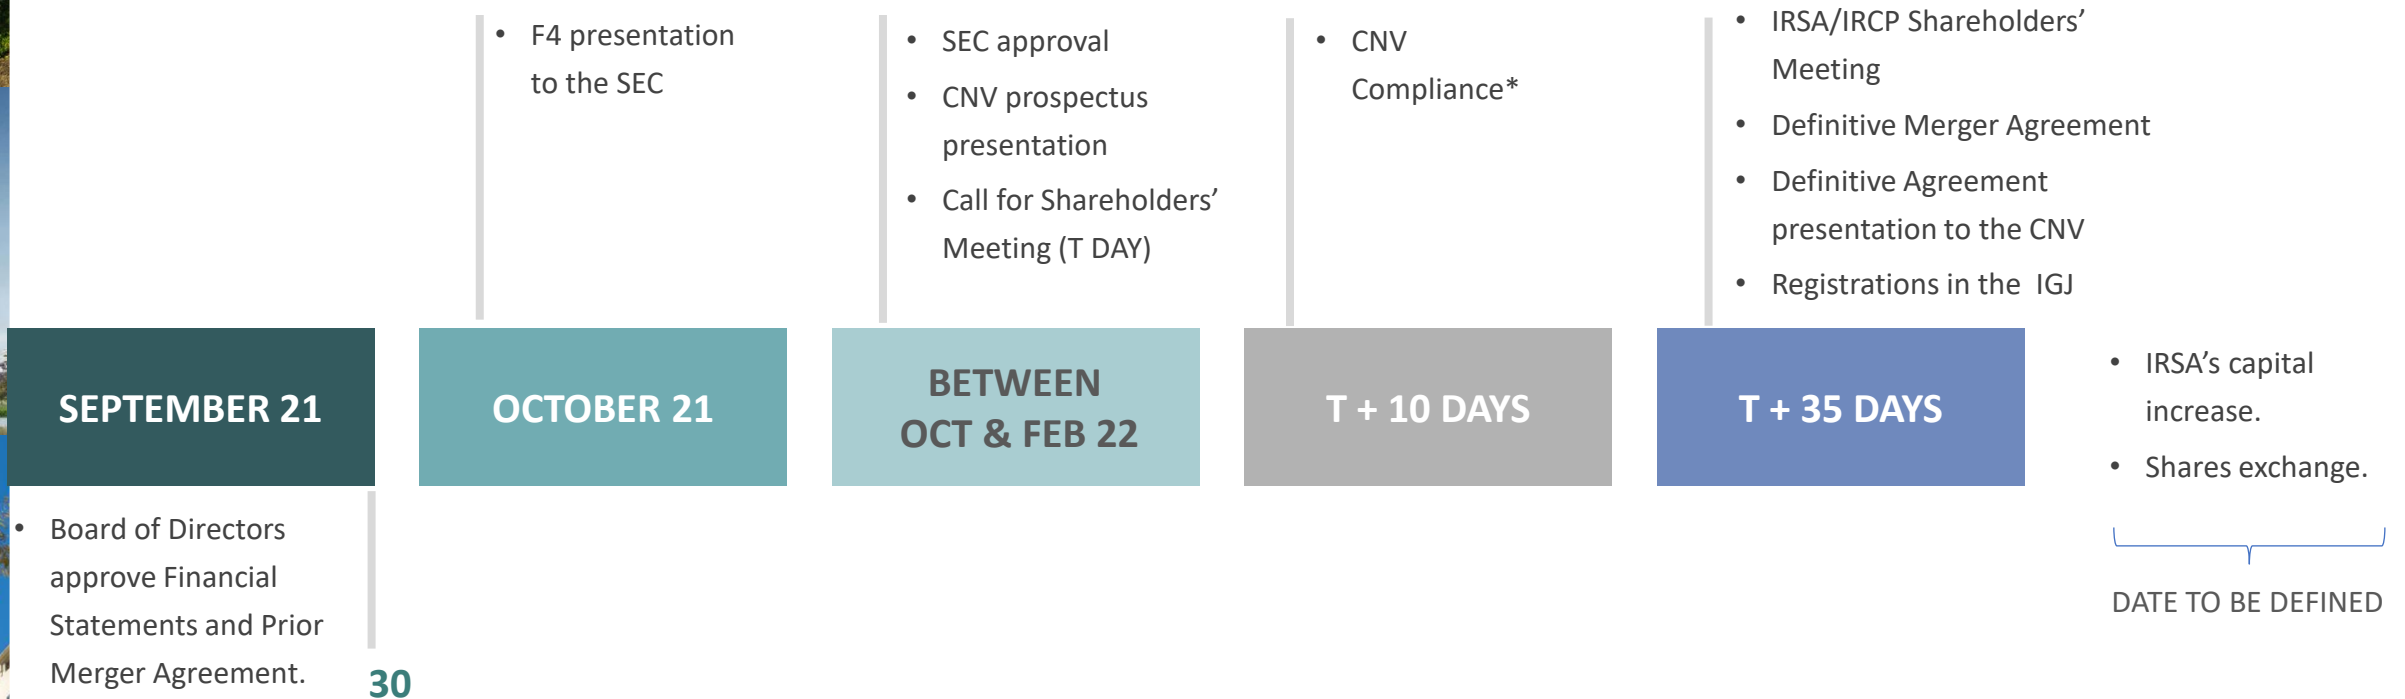 • F4 presentation
to the SEC
• SEC approval
• CNV prospectus
presentation
• Call for Shareholders’
Meeting (T DAY)
• CNV
Compliance*
• IRSA/IRCP Shareholders’
Meeting
• Definitive Merger Agreement
• Definitive Agreement
presentation to the CNV
• Registrations in the IGJ
SEPTEMBER 21
OCTOBER 21
BETWEEN
OCT & FEB 22
T + 10 DAYS
T + 35 DAYS
• IRSA’s capital
increase.
• Shares exchange.
DATE TO BE DEFINED
• Board of Directors
approve Financial
Statements and Prior
Merger Agreement.
30